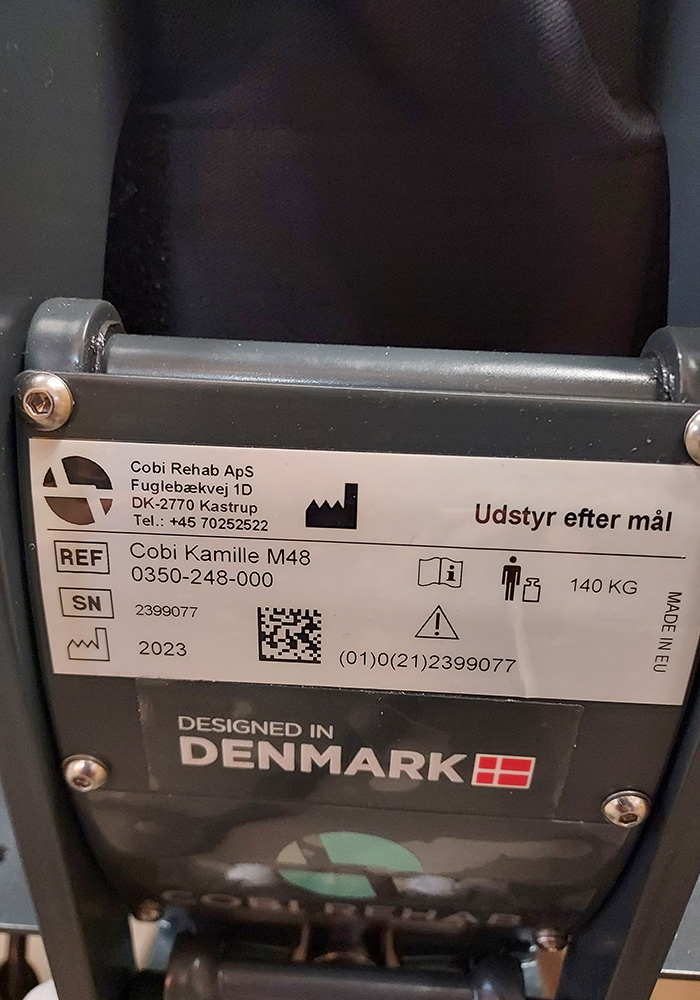 Cobi Rehab ApS
Fuglebækvej 1D
DK-2770 Kastrup
Tel.: +45 70252522
Udstyr efter mål
REF
Cobi Kamille M48
0350-248-000
140 KG
SN
2399077
2023
(01)0(21)2399077
MADE IN EU
DESIGNED IN
DENMARK
COBI REHAB